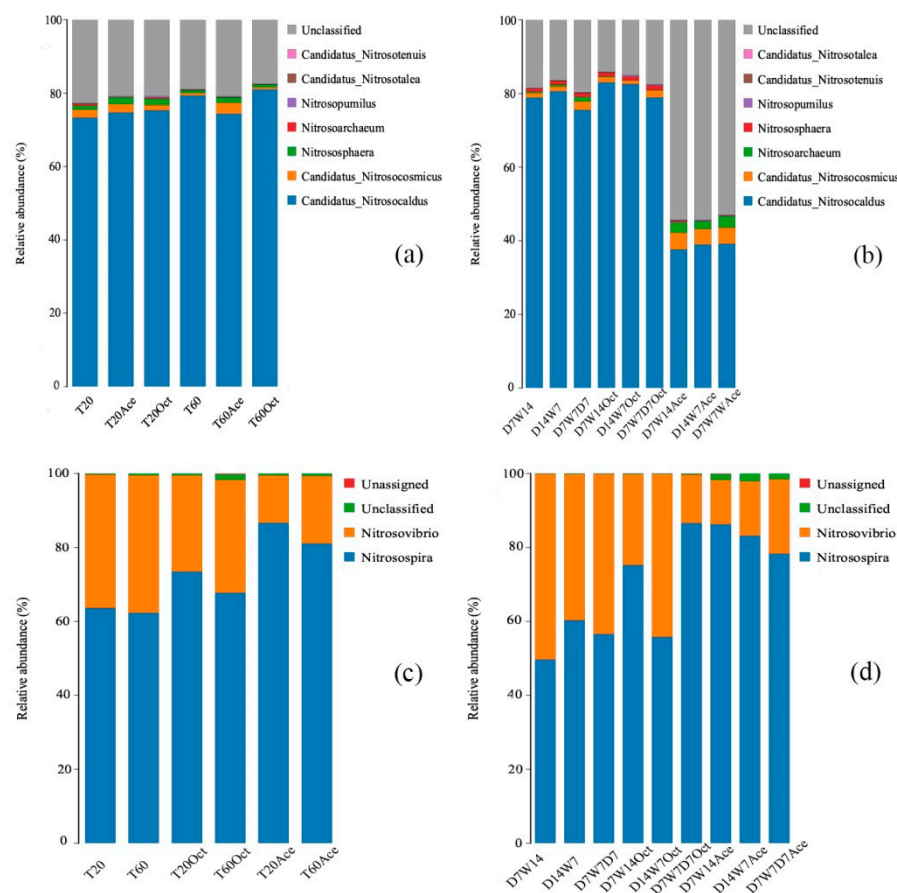 100
80
60
40
20
0
Relative abundance (%)
Unclassified
Candidatus_Nitrosotenuis
Candidatus_Nitrosotalea
Nitrosopumilus
Nitrosoarchaeum
Nitrososphaera
Candidatus_Nitrosocosmicus
Candidatus_Nitrosocaldus
(a)
T20
T20Ace
T20Oct
T60
T60Ace
T60Oct
100
80
60
40
20
0
Relative abundance (%)
Unclassified
Candidatus_Nitrosotalea
Candidatus_Nitrosotenuis
Nitrosopumilus
Nitrososphaera
Nitrosoarchaeum
Candidatus_Nitrosocosmicus
Candidatus_Nitrosocaldus
(b)
D7W14
D14W7
D7W7D7
D7W14Oct
D14W7Oct
D7W7D7Oct
D7W14Ace
D14W7Ace
D7W7WAce
100
80
60
40
20
0
Relative abundance (%)
Unassigned
Unclassified
Nitrosovibrio
Nitrosospira
(c)
T20
T60
T20Oct
T60Oct
T20Ace
T60Ace
100
80
60
40
20
0
Relative abundance (%)
Unassigned
Unclassified
Nitrosovibrio
Nitrosospira
(d)
D7W14
D14W7
D7W7D7
D7W14Oct
D14W7Oct
D7W7D7Oct
D7W14Ace
D14W7Ace
D7W7D7Ace